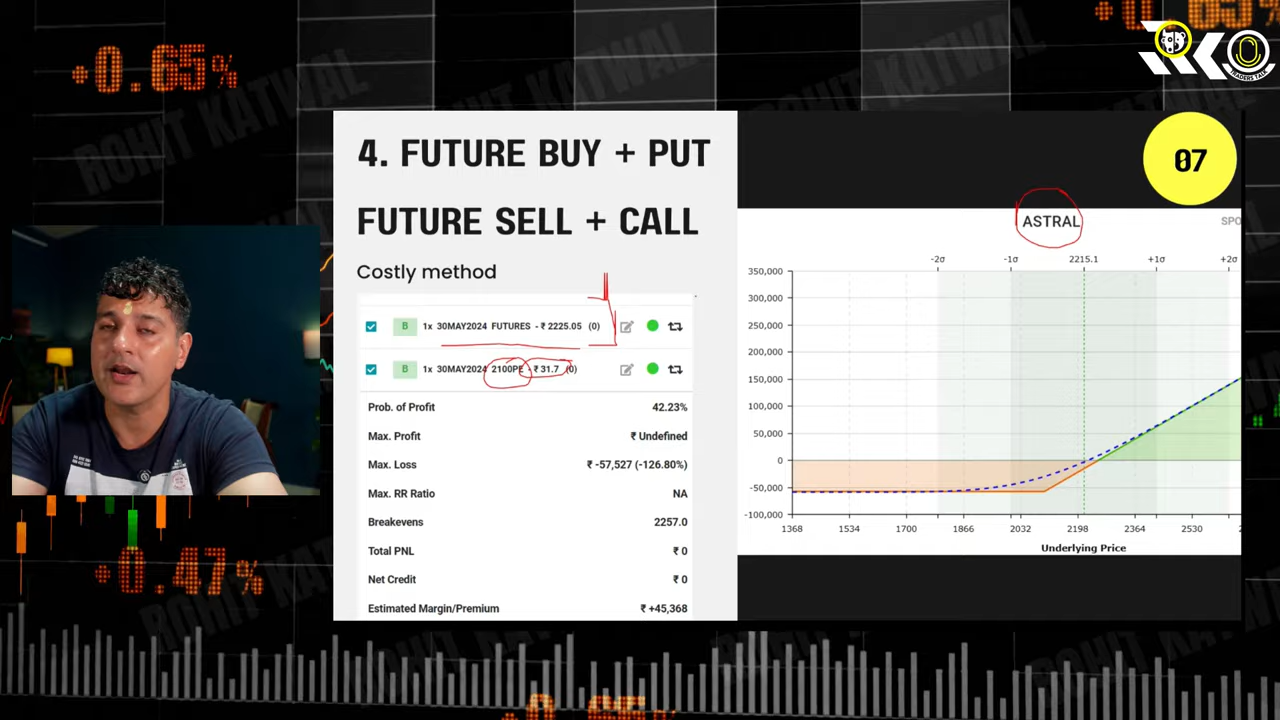 +0.65%
ROHIT KATWAL
TRADERS TALK
07
4. FUTURE BUY + PUT
FUTURE SELL + CALL
Costly method
B 1x 30MAY2024 FUTURES - ₹ 2225.05 (0)
B 1x 30MAY2024 2100PE - ₹ 31.7 (0)
Prob. of Profit 42.23%
Max. Profit ₹ Undefined
Max. Loss ₹ -57,527 (-126.80%)
Max. RR Ratio NA
Breakevens 2257.0
Total PNL ₹ 0
Net Credit ₹ 0
Estimated Margin/Premium ₹ +45,368
ASTRAL SPO
-2σ -1σ 2215.1 +1σ +2σ
350,000
300,000
250,000
200,000
150,000
100,000
50,000
0
-50,000
-100,000
1368 1534 1700 1866 2032 2198 2364 2530 2
Underlying Price
+0.47%